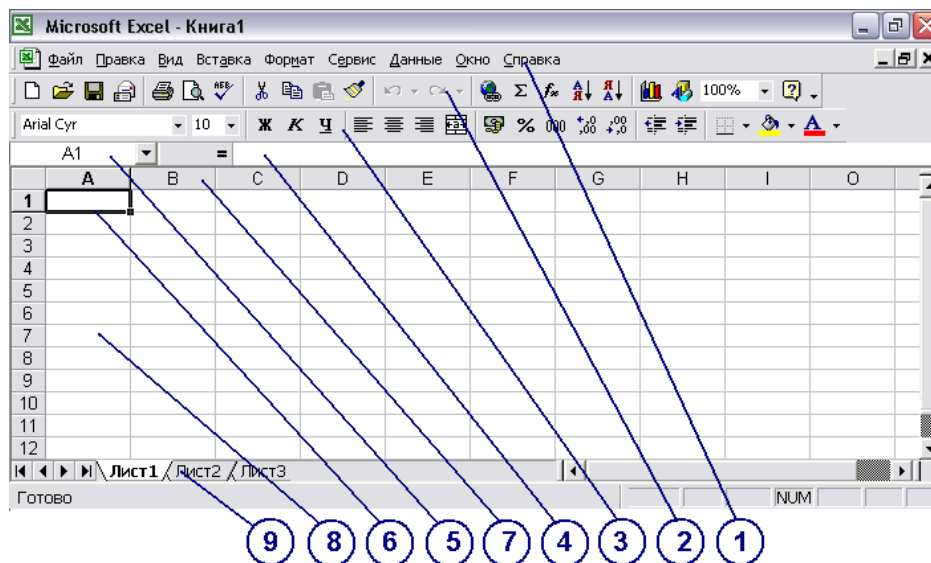 Microsoft Excel - Книга1
Файл Правка Вид Вставка Формат Сервис Данные Окно Справка
100%
Arial Cyr 10 Ж К Ч % 000
A1 =
A B C D E F G H I O
1
2
3
4
5
6
7
8
9
10
11
12
Лист1 Лист2 Лист3
Готово NUM
9 8 6 5 7 4 3 2 1